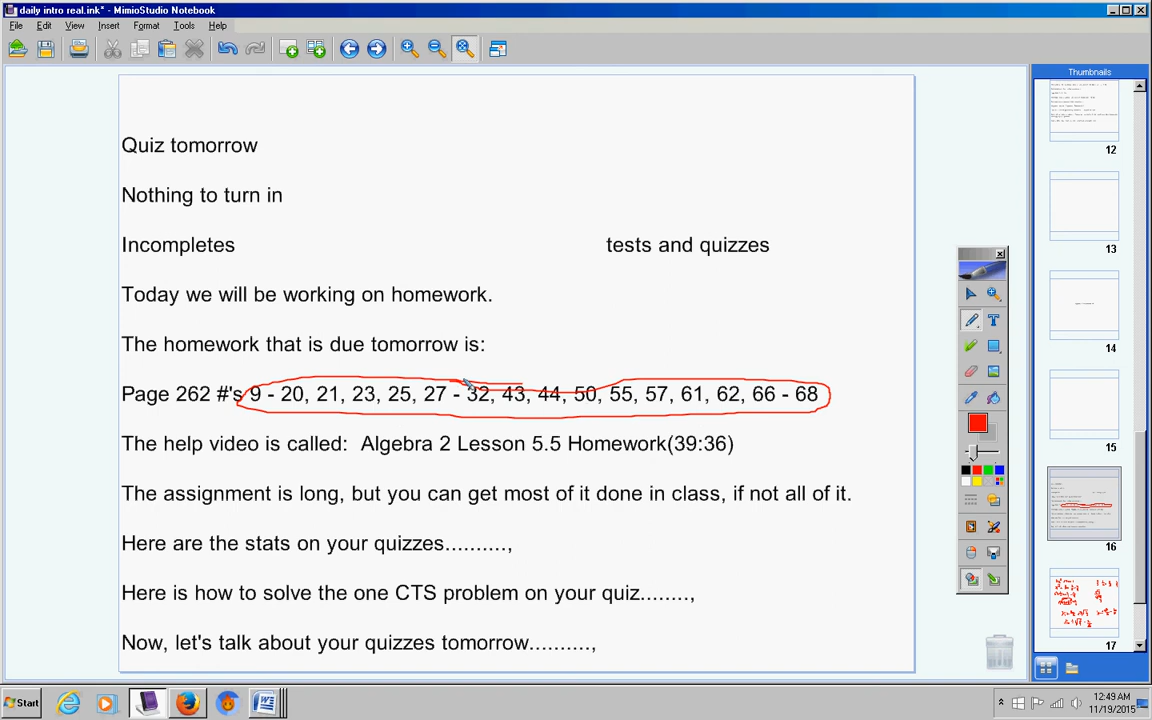 daily intro real.ink* - MimioStudio Notebook
File Edit View Insert Format Tools Help
Quiz tomorrow
Nothing to turn in
Incompletes tests and quizzes
Today we will be working on homework.
The homework that is due tomorrow is:
Page 262 #'s 9 - 20, 21, 23, 25, 27 - 32, 43, 44, 50, 55, 57, 61, 62, 66 - 68
The help video is called: Algebra 2 Lesson 5.5 Homework(39:36)
The assignment is long, but you can get most of it done in class, if not all of it.
Here are the stats on your quizzes..........,
Here is how to solve the one CTS problem on your quiz........,
Now, let's talk about your quizzes tomorrow..........,
Thumbnails
12
13
14
15
16
17
Start
12:49 AM
11/19/2015